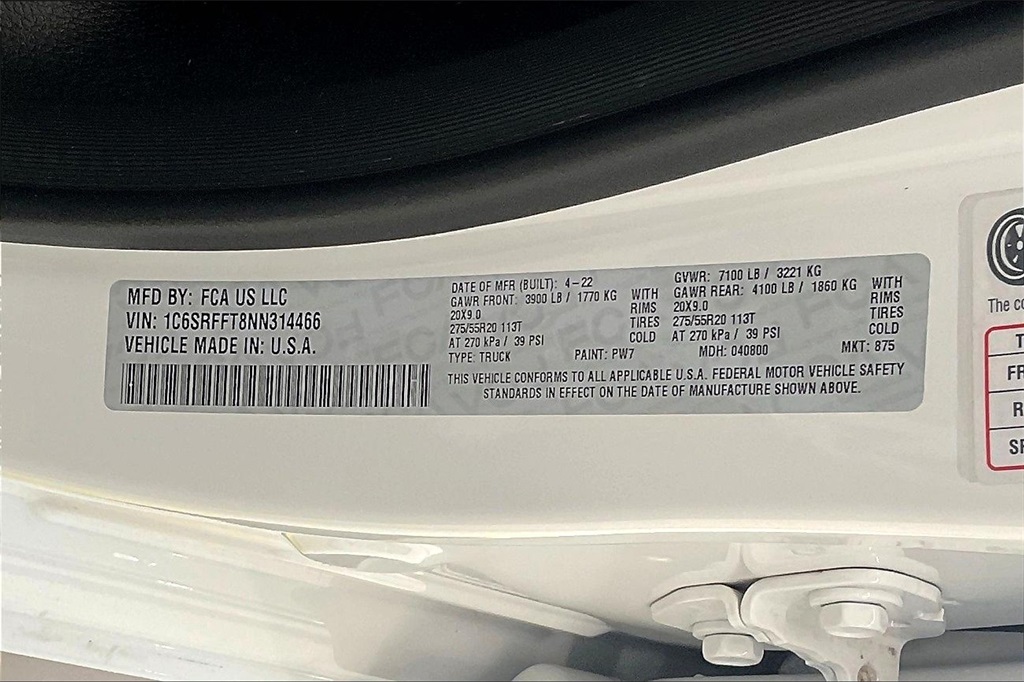 MFD BY: FCA US LLC
VIN: 1C6SRFFT8NN314466
VEHICLE MADE IN: U.S.A.
DATE OF MFR (BUILT): 4-22
GAWR FRONT: 3900 LB / 1770 KG WITH
20X9.0 RIMS
275/55R20 113T TIRES
AT 270 kPa / 39 PSI COLD
TYPE: TRUCK PAINT: PW7
GVWR: 7100 LB / 3221 KG
GAWR REAR: 4100 LB / 1860 KG WITH
20X9.0 RIMS
275/55R20 113T TIRES
AT 270 kPa / 39 PSI COLD
MDH: 040800 MKT: 875
THIS VEHICLE CONFORMS TO ALL APPLICABLE U.S.A. FEDERAL MOTOR VEHICLE SAFETY
STANDARDS IN EFFECT ON THE DATE OF MANUFACTURE SHOWN ABOVE.
The